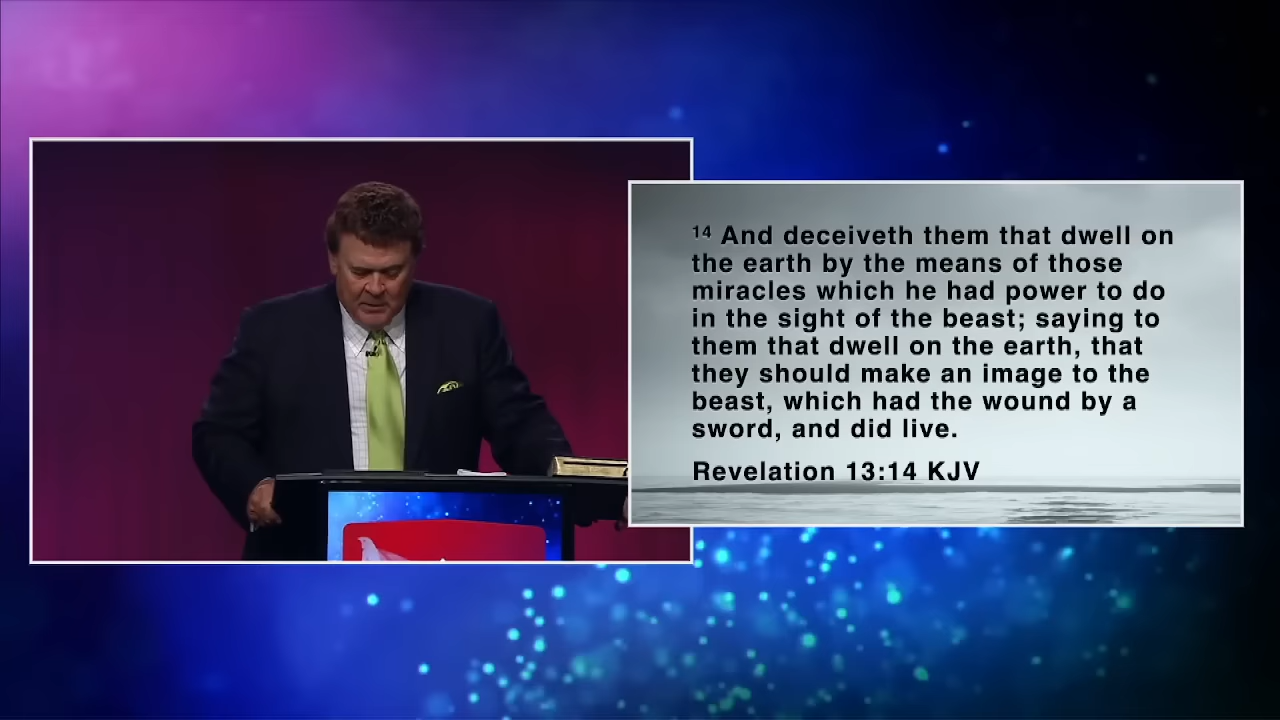 14 And deceiveth them that dwell on
the earth by the means of those
miracles which he had power to do
in the sight of the beast; saying to
them that dwell on the earth, that
they should make an image to the
beast, which had the wound by a
sword, and did live.
Revelation 13:14 KJV